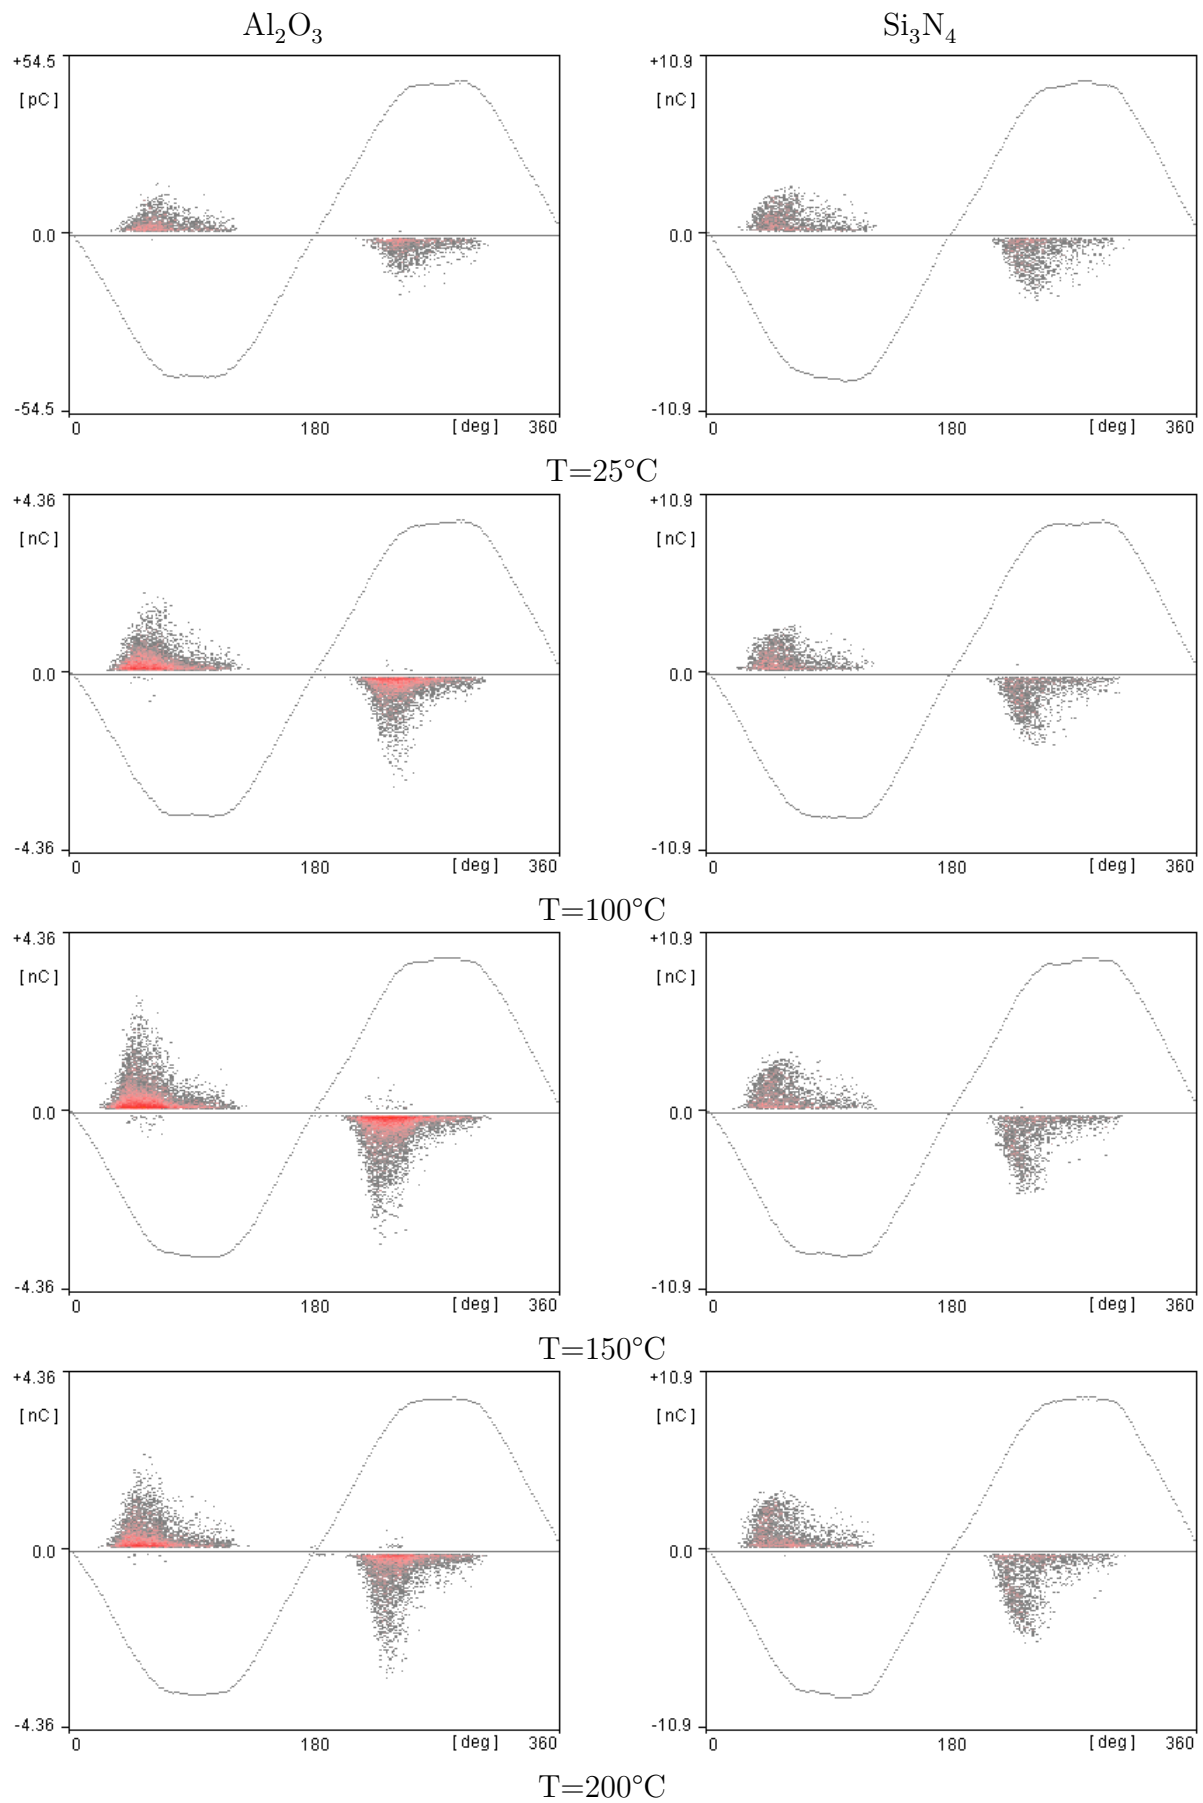 Al₂O₃ Si₃N₄
+54.5 +10.9
[pC] [nC]
0.0 0.0
-54.5 -10.9
0 180 [deg] 360 0 180 [deg] 360
T=25°C
+4.36 +10.9
[nC] [nC]
0.0 0.0
-4.36 -10.9
0 180 [deg] 360 0 180 [deg] 360
T=100°C
+4.36 +10.9
[nC] [nC]
0.0 0.0
-4.36 -10.9
0 180 [deg] 360 0 180 [deg] 360
T=150°C
+4.36 +10.9
[nC] [nC]
0.0 0.0
-4.36 -10.9
0 180 [deg] 360 0 180 [deg] 360
T=200°C